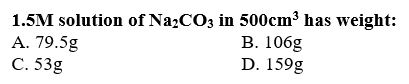 1.5M solution of Na₂CO₃ in 500cm³ has weight:
A. 79.5g B. 106g
C. 53g D. 159g